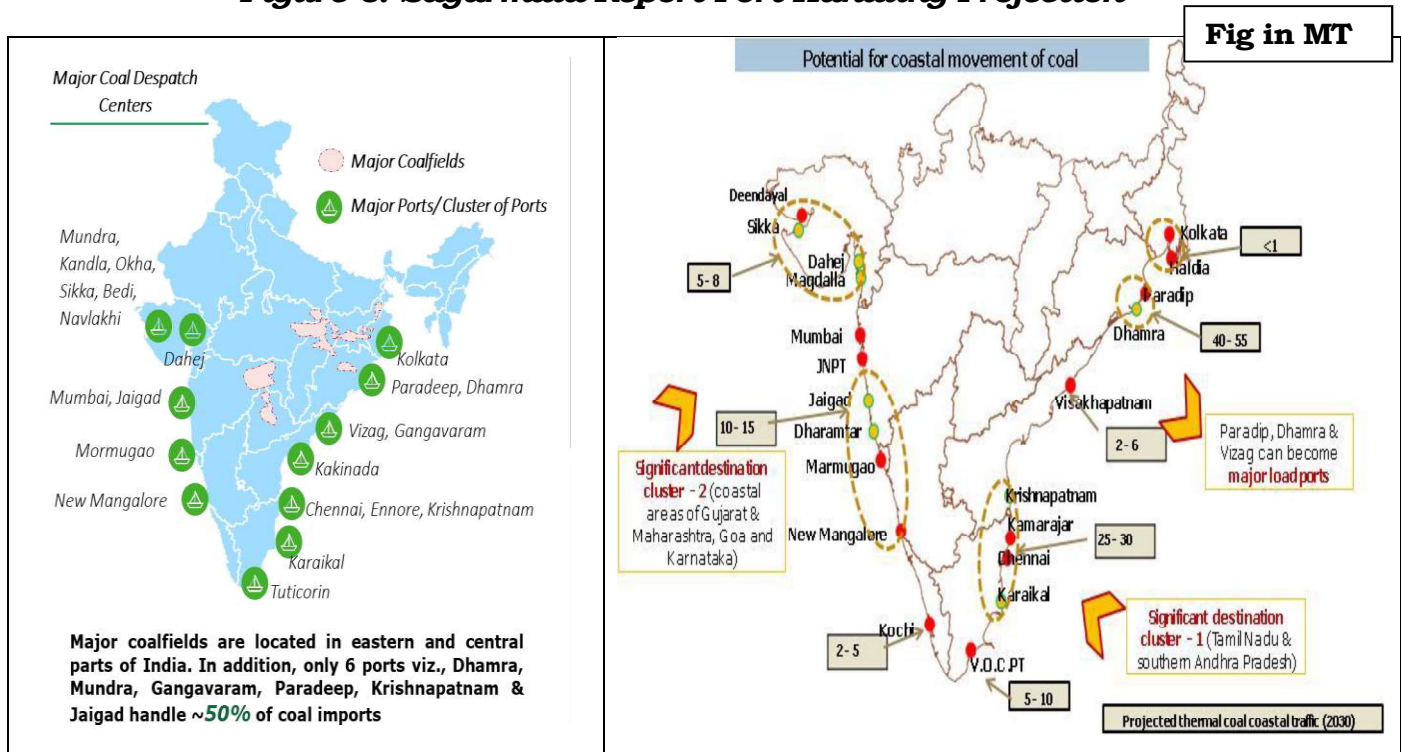 Figure Sagarmala Report Port Handling Projection
Fig in MT
Major Coal Despatch
Centers
Major Coalfields
Major Ports/Cluster of Ports
Mundra,
Kandla, Okha,
Sikka, Bedi,
Navlakhi
Dahej
Kolkata
Paradeep, Dhamra
Mumbai, Jaigad
Vizag, Gangavaram
Mormugao
Kakinada
New Mangalore
Chennai, Ennore, Krishnapatnam
Karaikal
Tuticorin
Major coalfields are located in eastern and central
parts of India. In addition, only 6 ports viz., Dhamra,
Mundra, Gangavaram, Paradeep, Krishnapatnam &
Jaigad handle ~50% of coal imports
Potential for coastal movement of coal
Deendayal
Sikka
Dahej
Magdalla
5- 8
Kolkata
Haldia
<1
Paradip
Dhamra
40- 55
Mumbai
JNPT
Jaigad
Dharamtar
Marmugao
10- 15
New Mangalore
Visakhapatnam
2- 6
Paradip, Dhamra &
Vizag can become
major load ports
Significant destination
cluster - 2 (coastal
areas of Gujarat &
Maharashtra, Goa and
Karnataka)
Krishnapatnam
Kamarajar
Chennai
25- 30
Karaikal
Kochi
2- 5
V.O.C.PT
5- 10
Significant destination
cluster - 1 (Tamil Nadu &
southern Andhra Pradesh)
Projected thermal coal coastal traffic (2030)